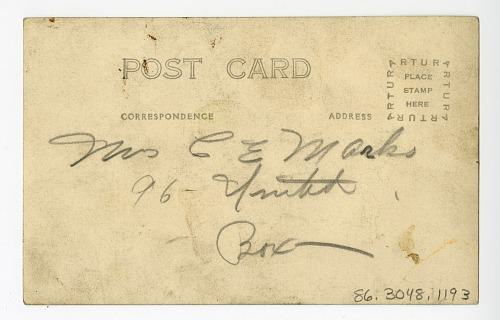 POST CARD
CORRESPONDENCE
ADDRESS
ARTURA
ARTURA
ARTURA
ARTURA
PLACE
STAMP
HERE
Mrs C E Marks
96 - United
Box
86.3048.1193